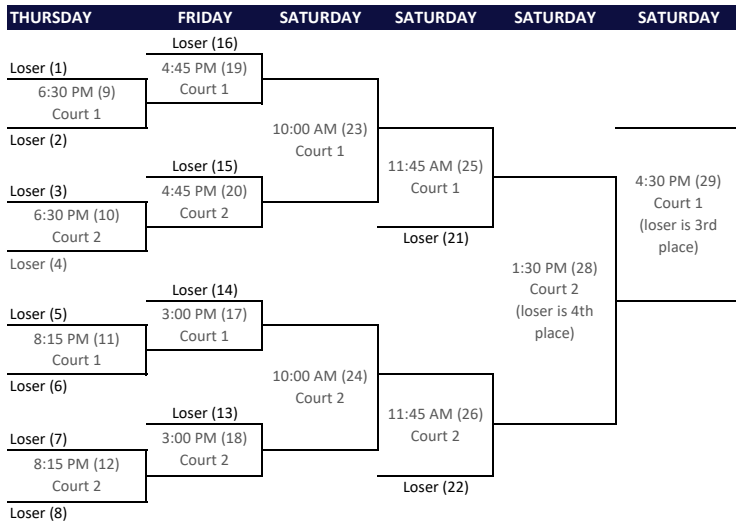 THURSDAY FRIDAY SATURDAY SATURDAY SATURDAY SATURDAY
Loser (16)
Loser (1)
4:45 PM (19)
Court 1
6:30 PM (9)
Court 1
Loser (2)
10:00 AM (23)
Court 1
Loser (15)
4:45 PM (20)
Court 2
Loser (3)
6:30 PM (10)
Court 2
Loser (4)
11:45 AM (25)
Court 1
Loser (21)
4:30 PM (29)
Court 1
(loser is 3rd
place)
1:30 PM (28)
Court 2
(loser is 4th
place)
Loser (14)
3:00 PM (17)
Court 1
Loser (5)
8:15 PM (11)
Court 1
Loser (6)
10:00 AM (24)
Court 2
Loser (13)
3:00 PM (18)
Court 2
Loser (7)
8:15 PM (12)
Court 2
Loser (8)
11:45 AM (26)
Court 2
Loser (22)